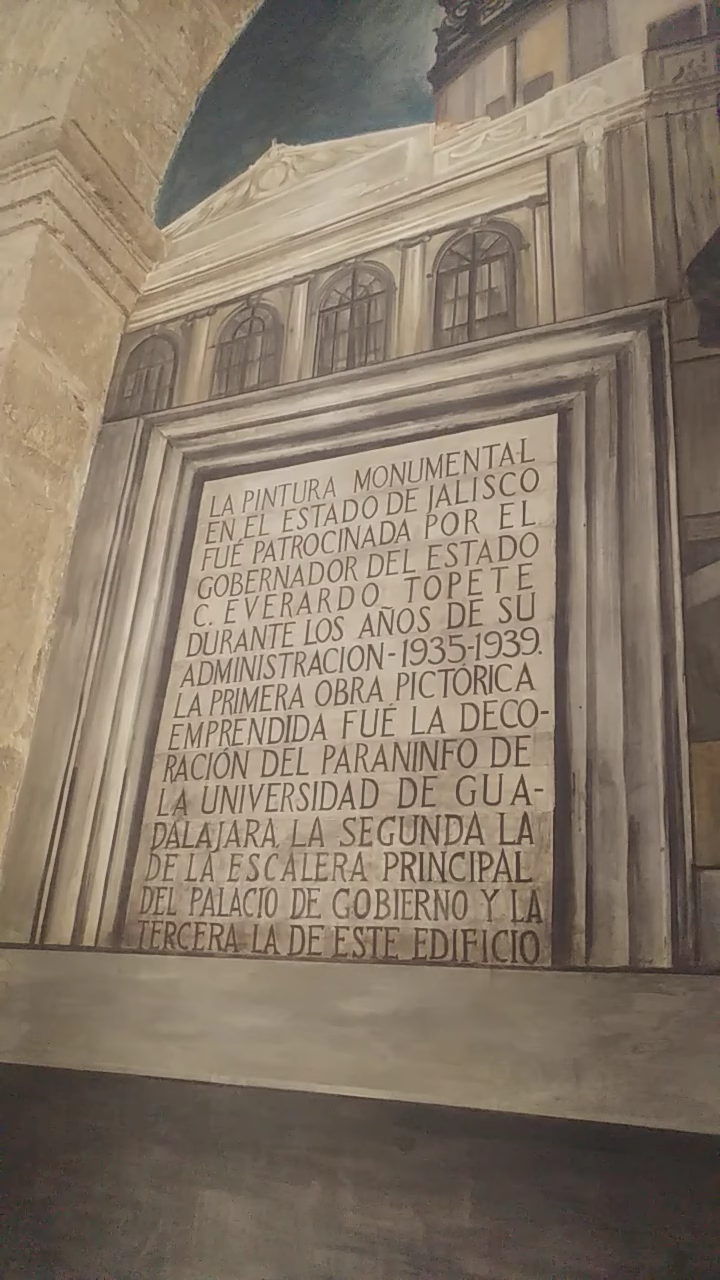 LA PINTURA MONUMENTAL
EN EL ESTADO DE JALISCO
FUÉ PATROCINADA POR EL
GOBERNADOR DEL ESTADO
C. EVERARDO TOPETE
DURANTE LOS AÑOS DE SU
ADMINISTRACION-1935-1939.
LA PRIMERA OBRA PICTÓRICA
EMPRENDIDA FUÉ LA DECO-
RACIÓN DEL PARANINFO DE
LA UNIVERSIDAD DE GUA-
DALAJARA, LA SEGUNDA LA
DE LA ESCALERA PRINCIPAL
DEL PALACIO DE GOBIERNO Y LA
TERCERA LA DE ESTE EDIFICIO